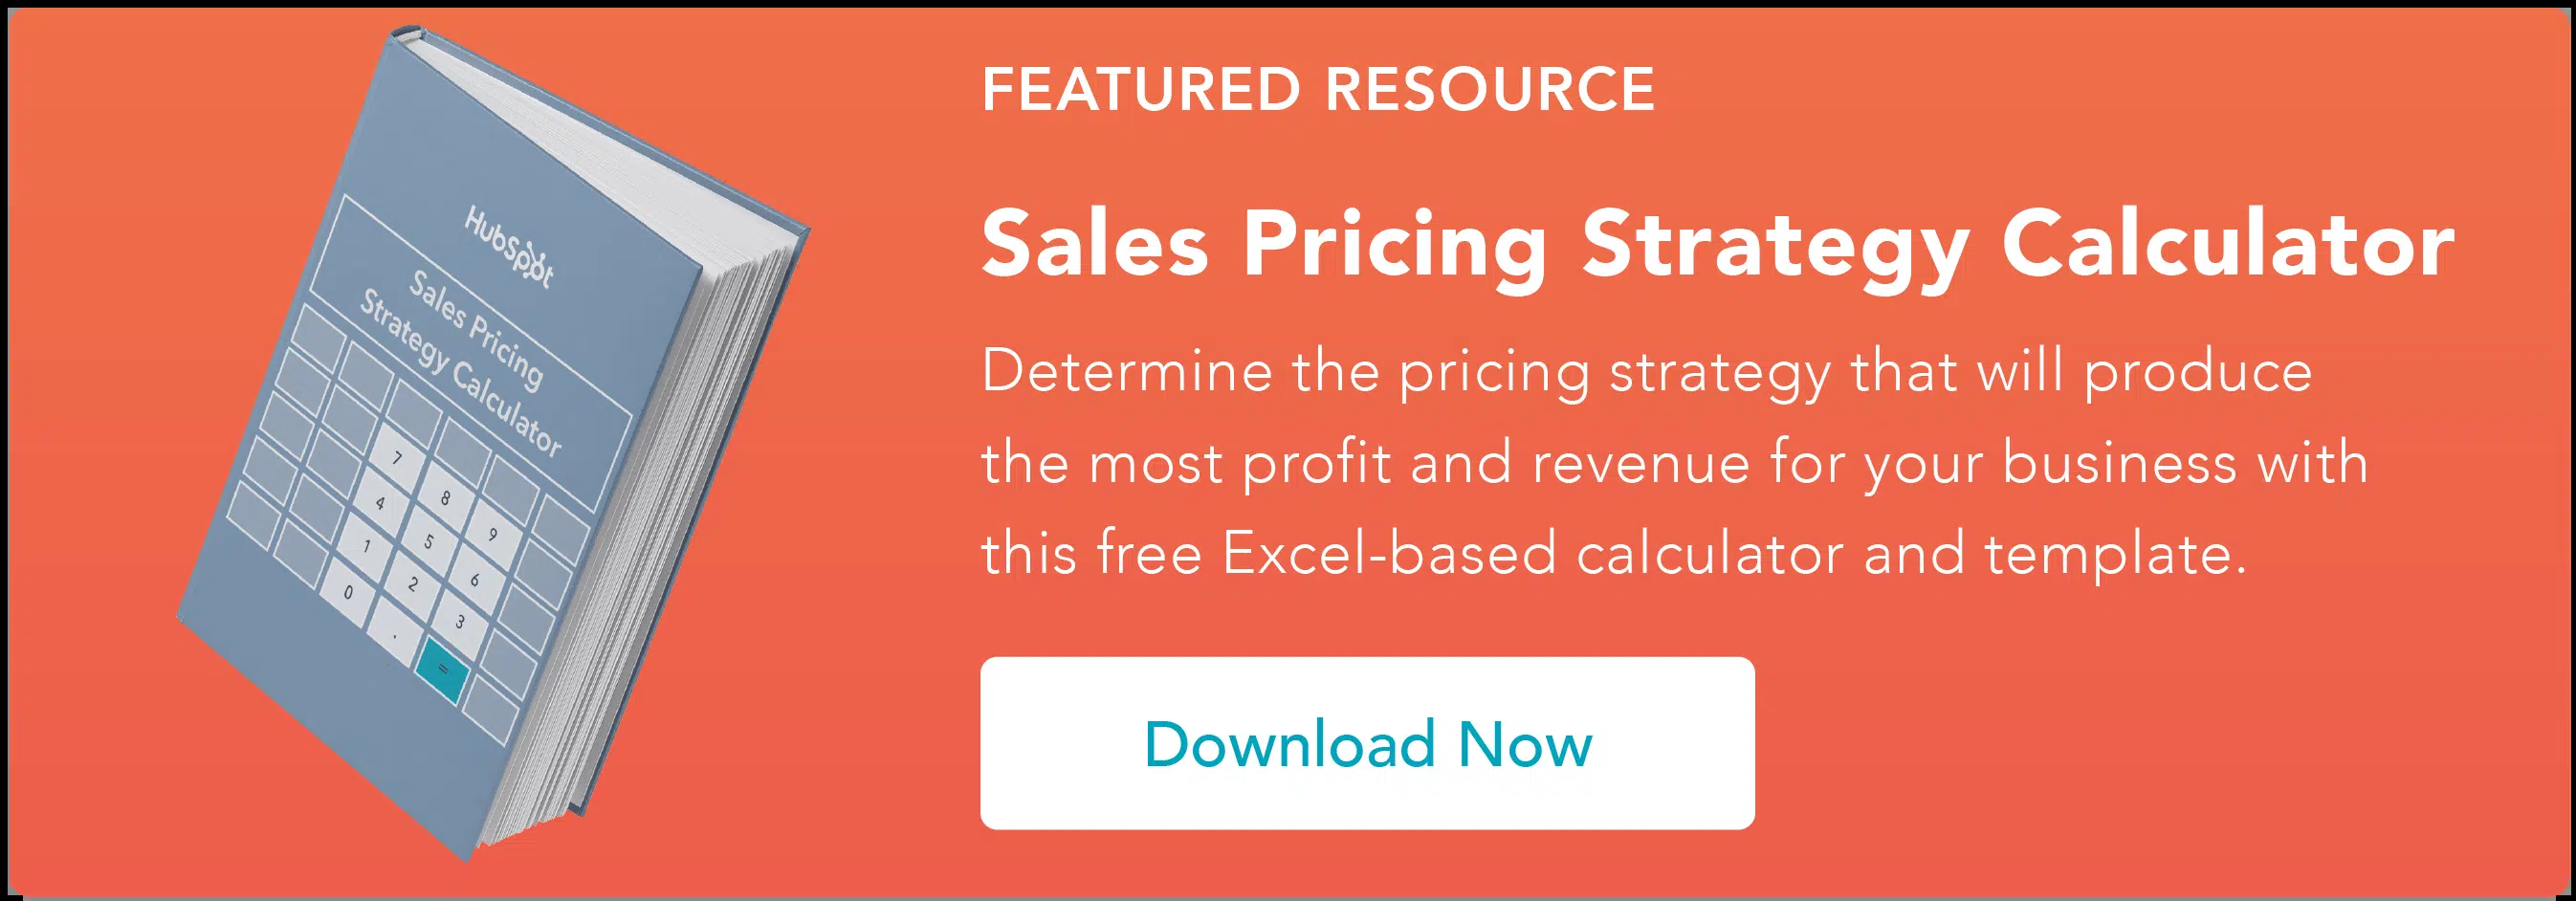 HubSpot
Sales Pricing
Strategy Calculator
7 8 9
4 5 6
1 2 3
0 . =
FEATURED RESOURCE
Sales Pricing Strategy Calculator
Determine the pricing strategy that will produce
the most profit and revenue for your business with
this free Excel-based calculator and template.
Download Now